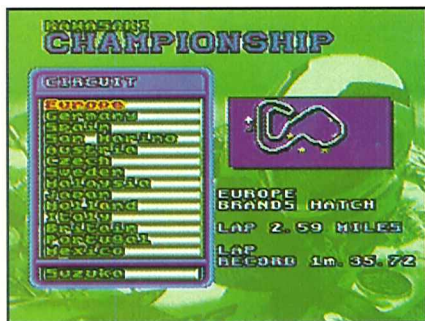 KAWASAKI
CHAMPIONSHIP
CIRCUIT
Europe
Germany
Spain
San Marino
Austria
Czech
Sweden
Malaysia
Japan
Holland
Italy
Britain
Portugal
Mexico
Suzuka
EUROPE
BRANDS HATCH
LAP 2.59 MILES
LAP
RECORD 1m.35.72